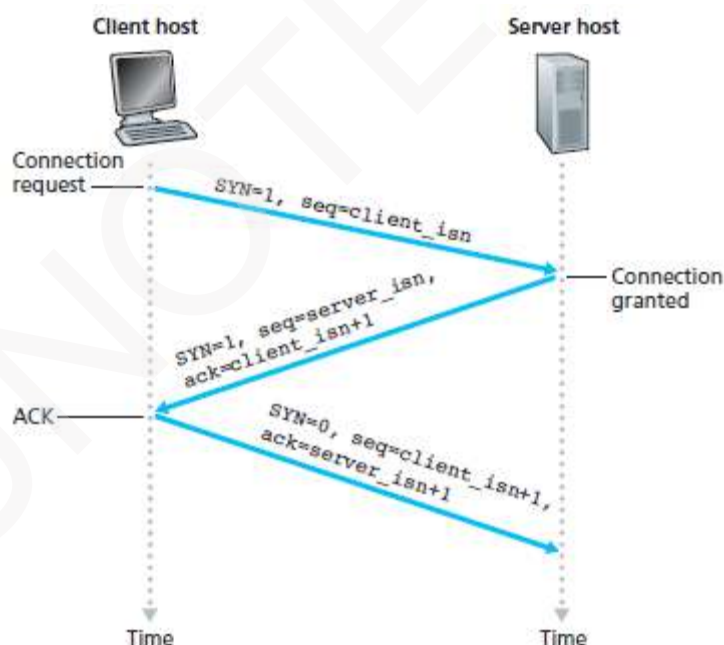 Client host
Server host
Connection
request
SYN=1, seq=client_isn
Connection
granted
SYN=1, seq=server_isn,
ack=client_isn+1
ACK
SYN=0, seq=client_isn+1,
ack=server_isn+1
Time
Time